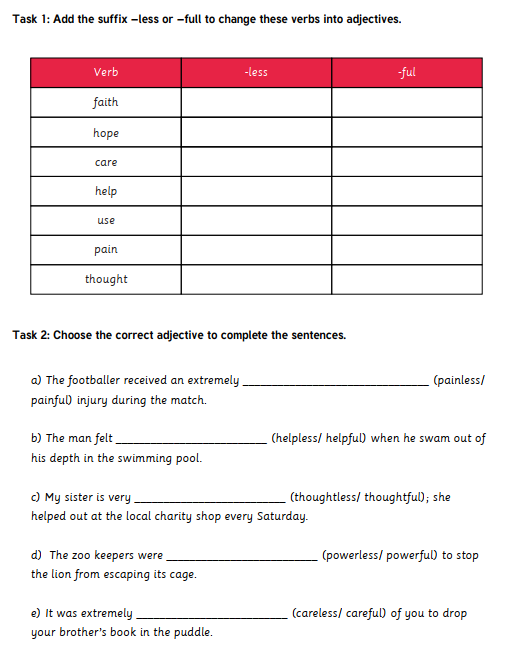 Task 1: Add the suffix –less or –full to change these verbs into adjectives.
Verb -less -ful
faith
hope
care
help
use
pain
thought
Task 2: Choose the correct adjective to complete the sentences.
a) The footballer received an extremely ______________________________ (painless/
painful) injury during the match.
b) The man felt ________________________ (helpless/ helpful) when he swam out of
his depth in the swimming pool.
c) My sister is very ________________________ (thoughtless/ thoughtful); she
helped out at the local charity shop every Saturday.
d) The zoo keepers were ________________________ (powerless/ powerful) to stop
the lion from escaping its cage.
e) It was extremely ________________________ (careless/ careful) of you to drop
your brother's book in the puddle.